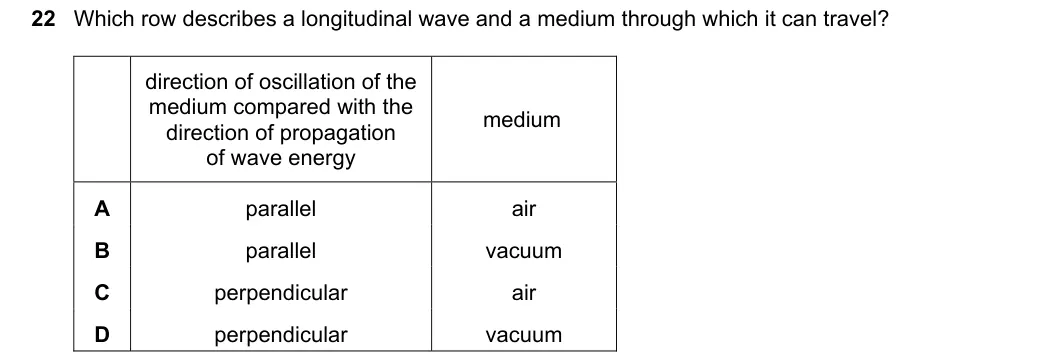 22 Which row describes a longitudinal wave and a medium through which it can travel?
direction of oscillation of the
medium compared with the
direction of propagation
of wave energy
medium
A parallel air
B parallel vacuum
C perpendicular air
D perpendicular vacuum